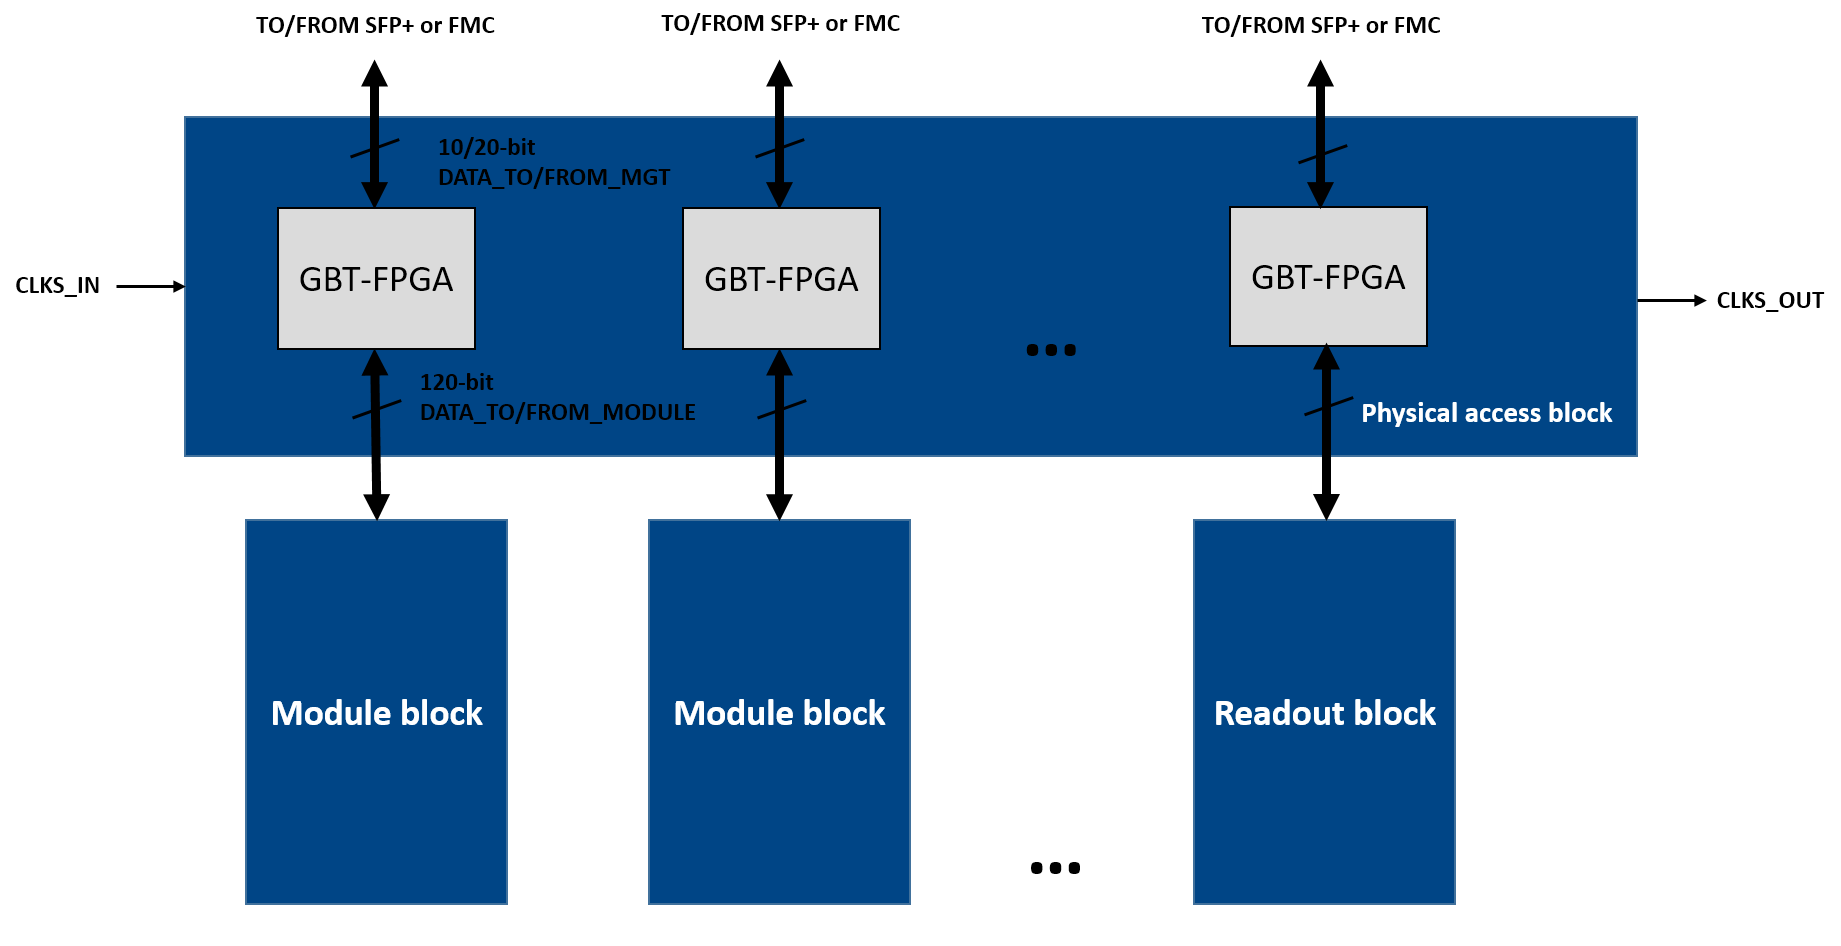 TO/FROM SFP+ or FMC
TO/FROM SFP+ or FMC
TO/FROM SFP+ or FMC
10/20-bit
DATA_TO/FROM_MGT
GBT-FPGA
GBT-FPGA
GBT-FPGA
CLKS_IN
CLKS_OUT
...
120-bit
DATA_TO/FROM_MODULE
Physical access block
Module block
Module block
Readout block
...